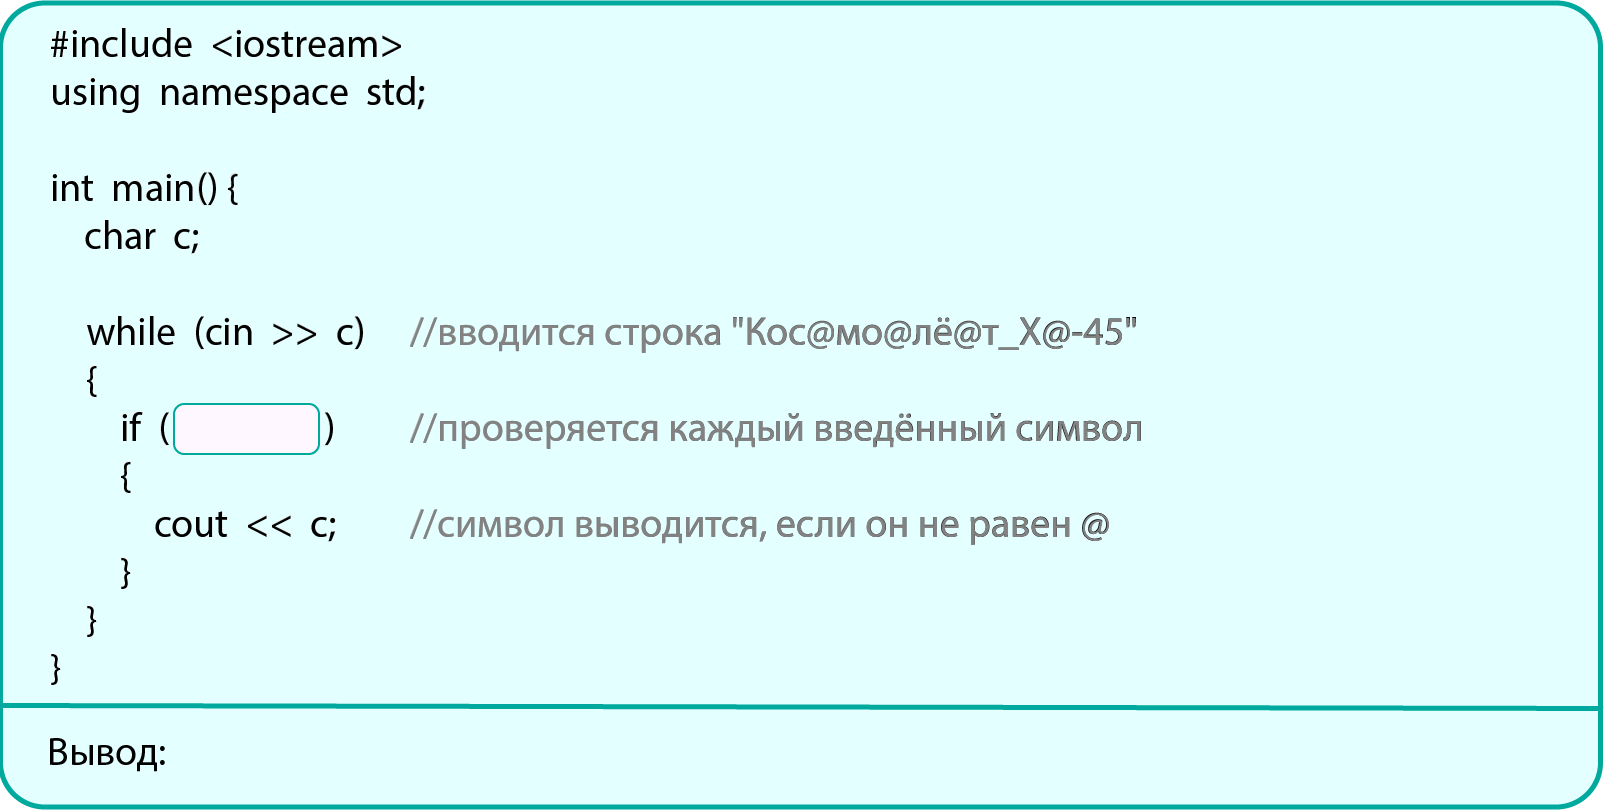 #include <iostream>
using namespace std;
int main() {
char c;
while (cin >> c) //вводится строка "Кос@мо@лё@т_Х@-45"
{
if ( ) //проверяется каждый введённый символ
{
cout << c; //символ выводится, если он не равен @
}
}
}
Вывод: